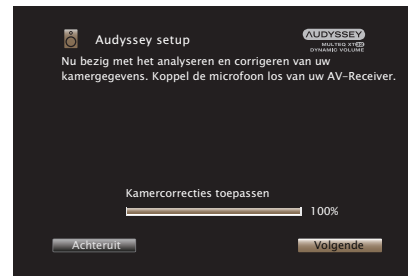 Audyssey setup
AUDYSSEY
MULTEQ XT32
DYNAMIC VOLUME
Nu bezig met het analyseren en corrigeren van uw
kamergegevens. Koppel de microfoon los van uw AV-Receiver.
Kamercorrecties toepassen
100%
Achteruit
Volgende